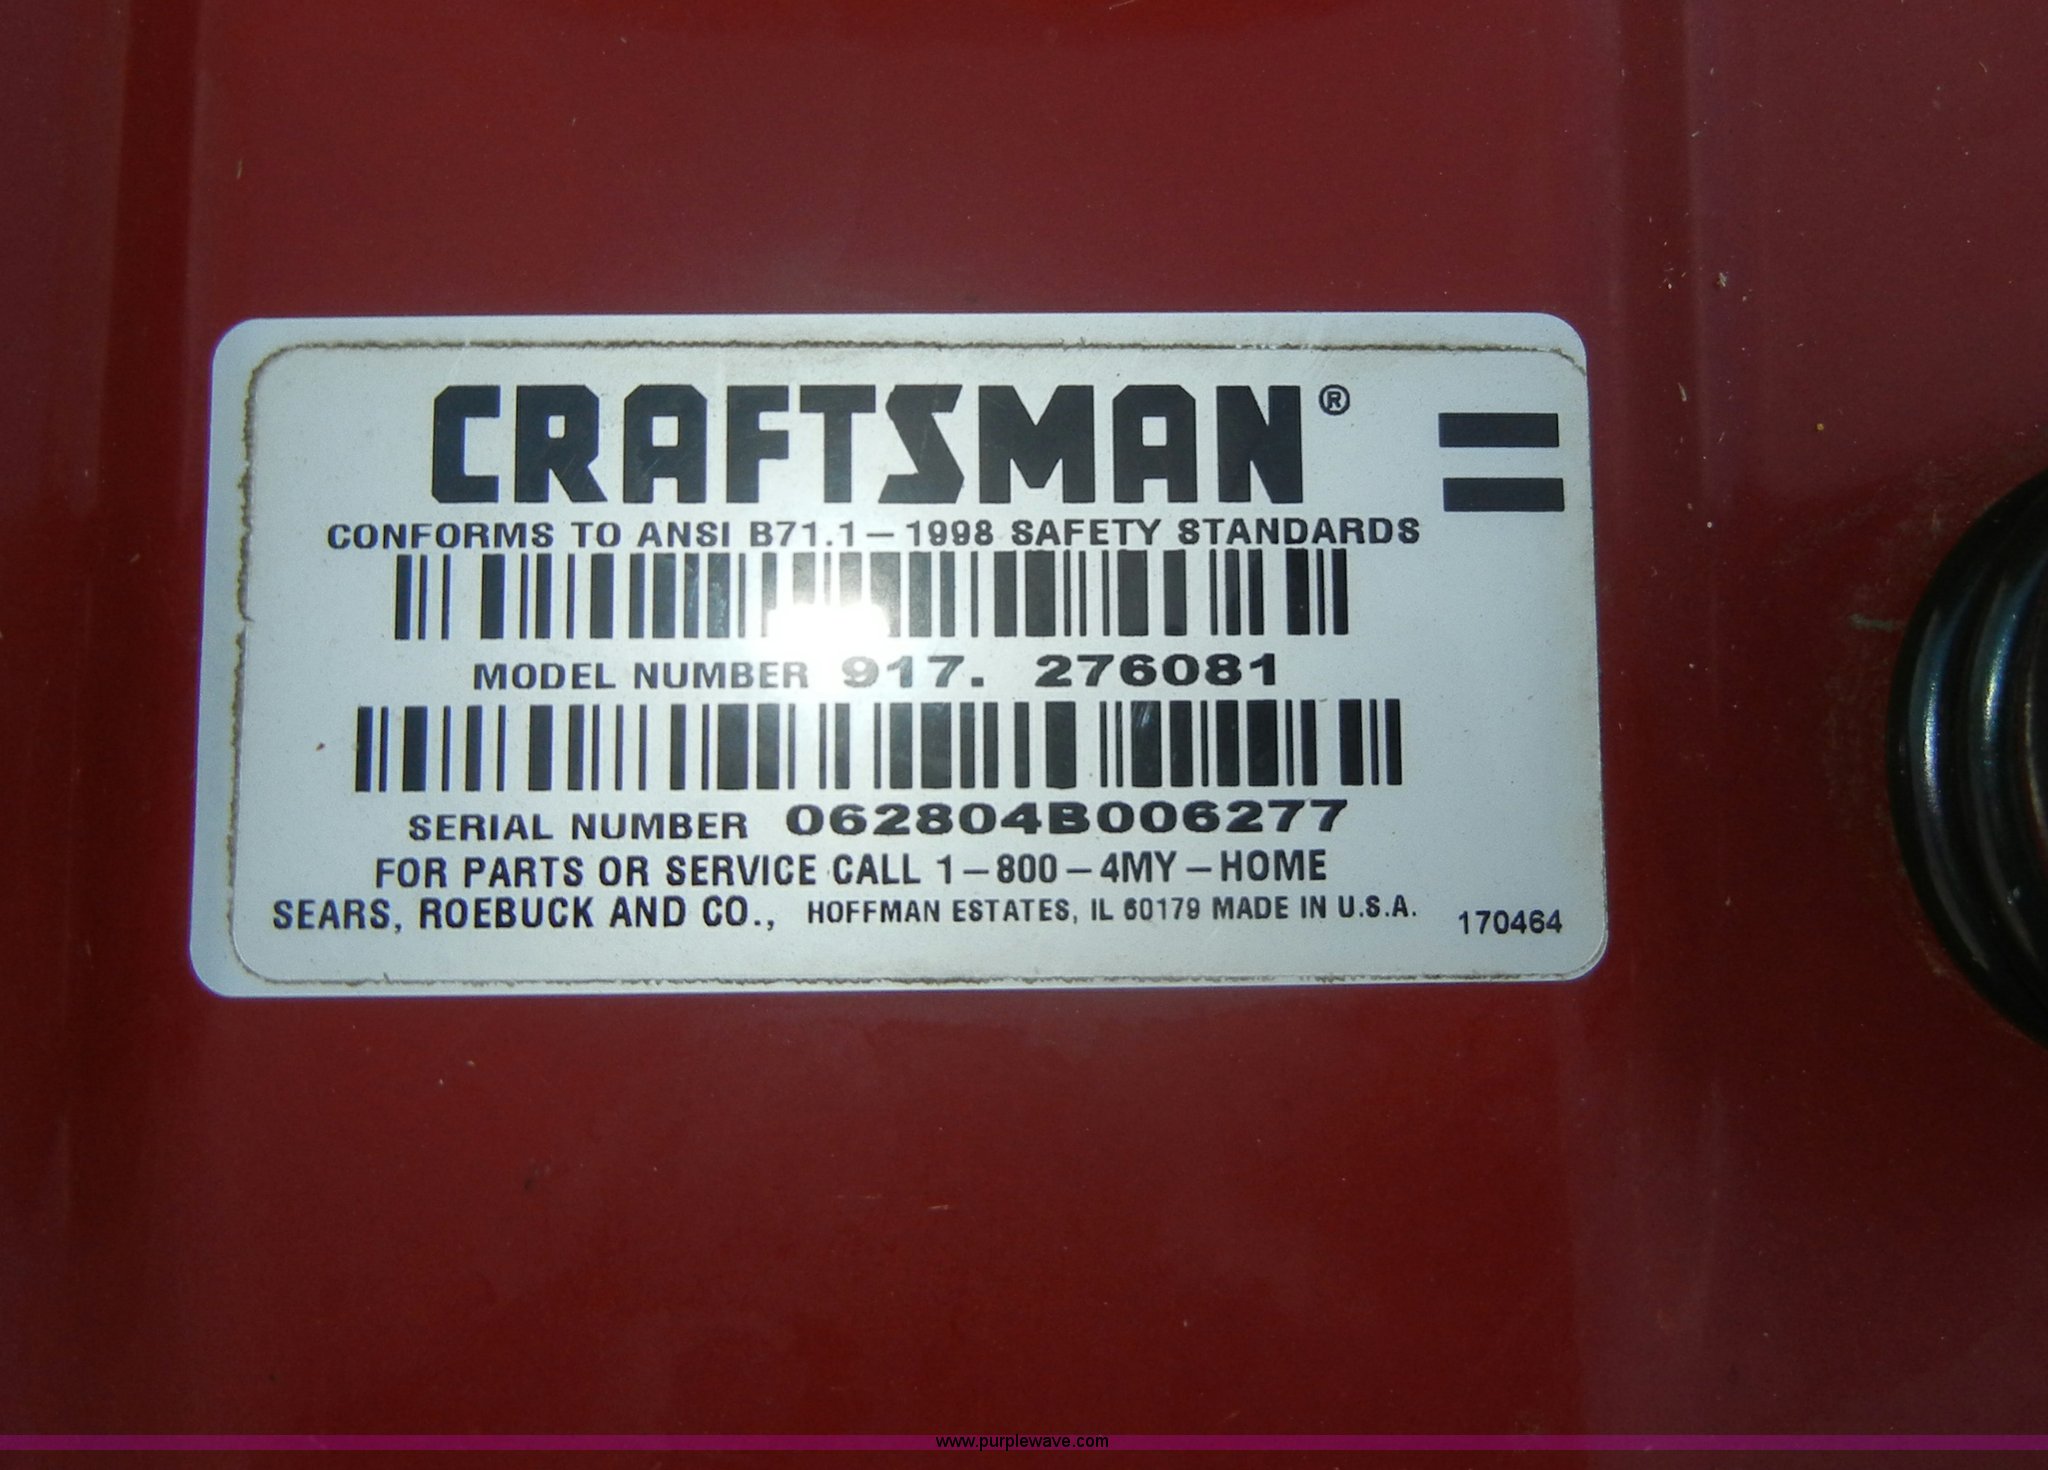 CRAFTSMAN®
CONFORMS TO ANSI B71.1-1998 SAFETY STANDARDS
MODEL NUMBER 917. 276081
SERIAL NUMBER 062804B006277
FOR PARTS OR SERVICE CALL 1-800-4MY-HOME
SEARS, ROEBUCK AND CO., HOFFMAN ESTATES, IL 60179 MADE IN U.S.A. 170464
www.purplewave.com